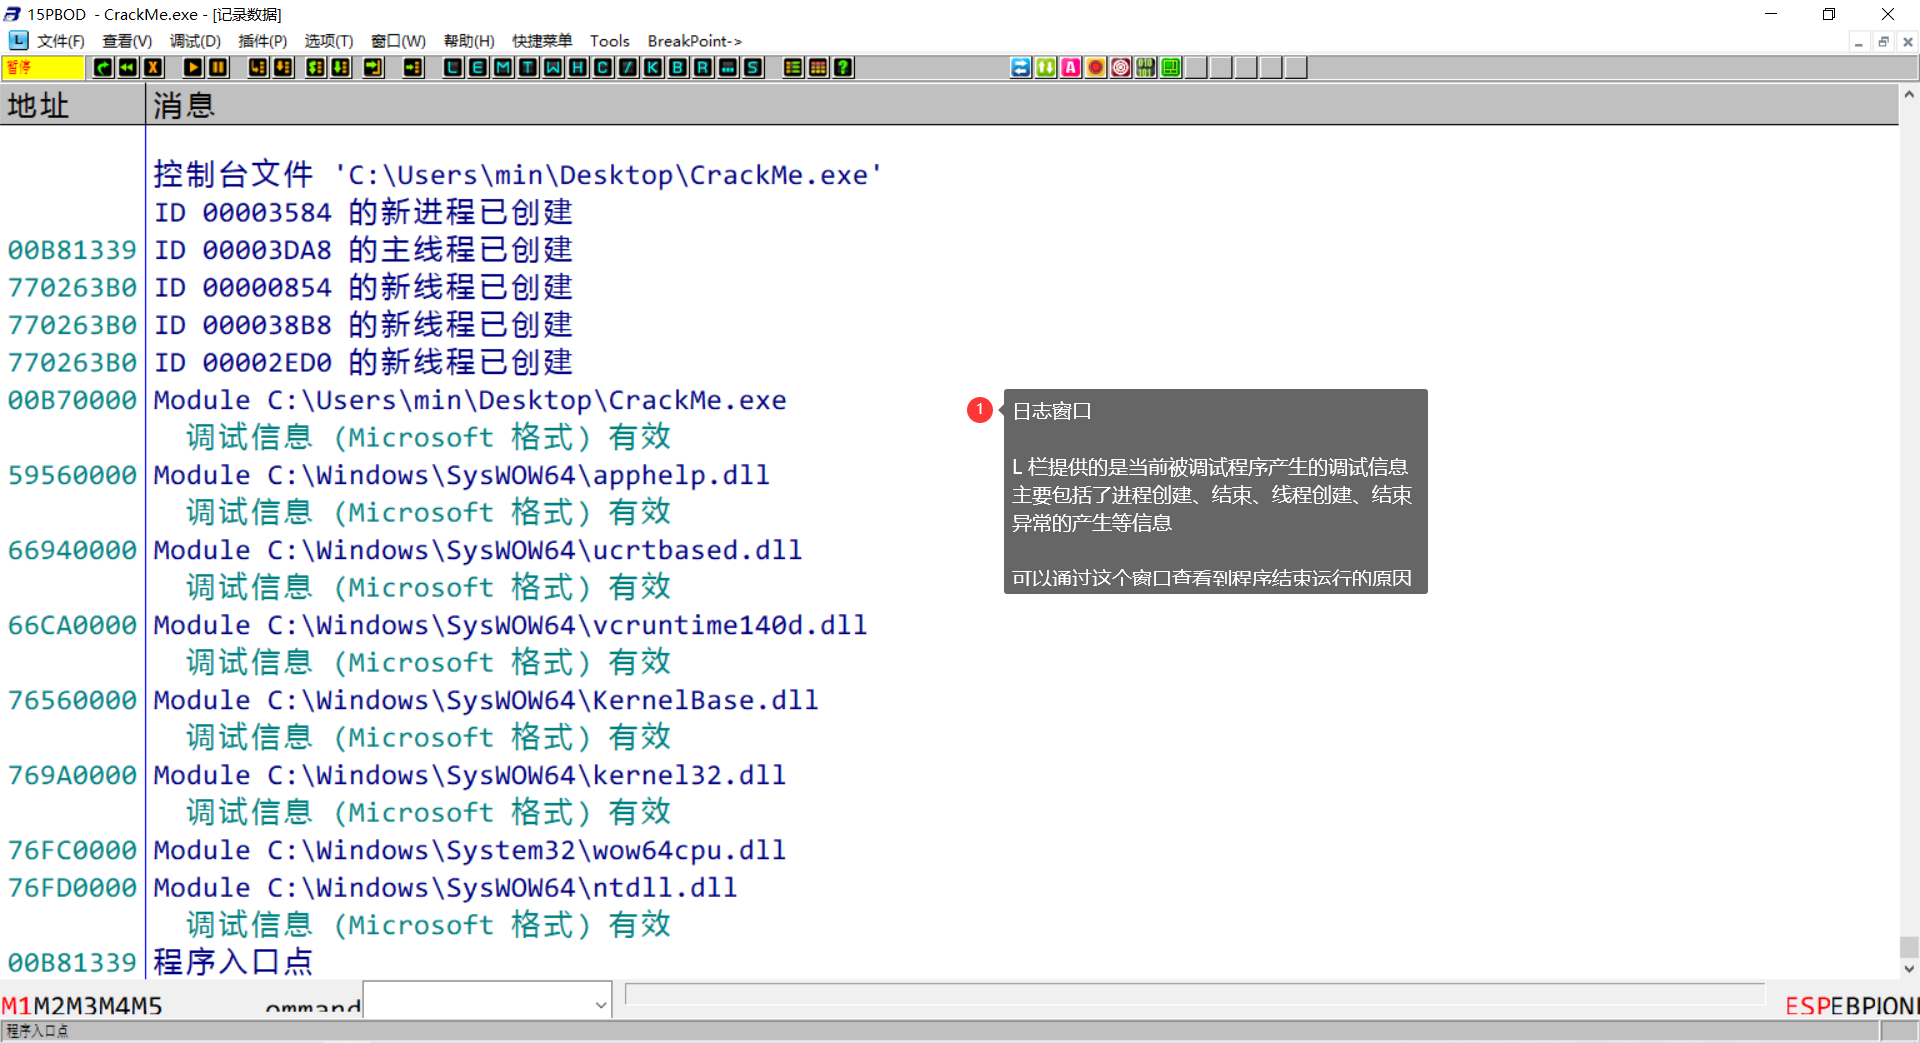 15PBOD - CrackMe.exe - [记录数据]
L 文件(F) 查看(V) 调试(D) 插件(P) 选项(T) 窗口(W) 帮助(H) 快捷菜单 Tools BreakPoint->
暂停 L E M T W H C / K B R ... S ? A
地址 消息
控制台文件 'C:\Users\min\Desktop\CrackMe.exe'
ID 00003584 的新进程已创建
00B81339 ID 00003DA8 的主线程已创建
770263B0 ID 00000854 的新线程已创建
770263B0 ID 000038B8 的新线程已创建
770263B0 ID 00002ED0 的新线程已创建
00B70000 Module C:\Users\min\Desktop\CrackMe.exe
调试信息 (Microsoft 格式) 有效
59560000 Module C:\Windows\SysWOW64\apphelp.dll
调试信息 (Microsoft 格式) 有效
66940000 Module C:\Windows\SysWOW64\ucrtbased.dll
调试信息 (Microsoft 格式) 有效
66CA0000 Module C:\Windows\SysWOW64\vcruntime140d.dll
调试信息 (Microsoft 格式) 有效
76560000 Module C:\Windows\SysWOW64\KernelBase.dll
调试信息 (Microsoft 格式) 有效
769A0000 Module C:\Windows\SysWOW64\kernel32.dll
调试信息 (Microsoft 格式) 有效
76FC0000 Module C:\Windows\System32\wow64cpu.dll
76FD0000 Module C:\Windows\SysWOW64\ntdll.dll
调试信息 (Microsoft 格式) 有效
00B81339 程序入口点
1 日志窗口
L 栏提供的是当前被调试程序产生的调试信息
主要包括了进程创建、结束、线程创建、结束
异常的产生等信息
可以通过这个窗口查看到程序结束运行的原因
M1M2M3M4M5 ommand ESPEBPION
程序入口点